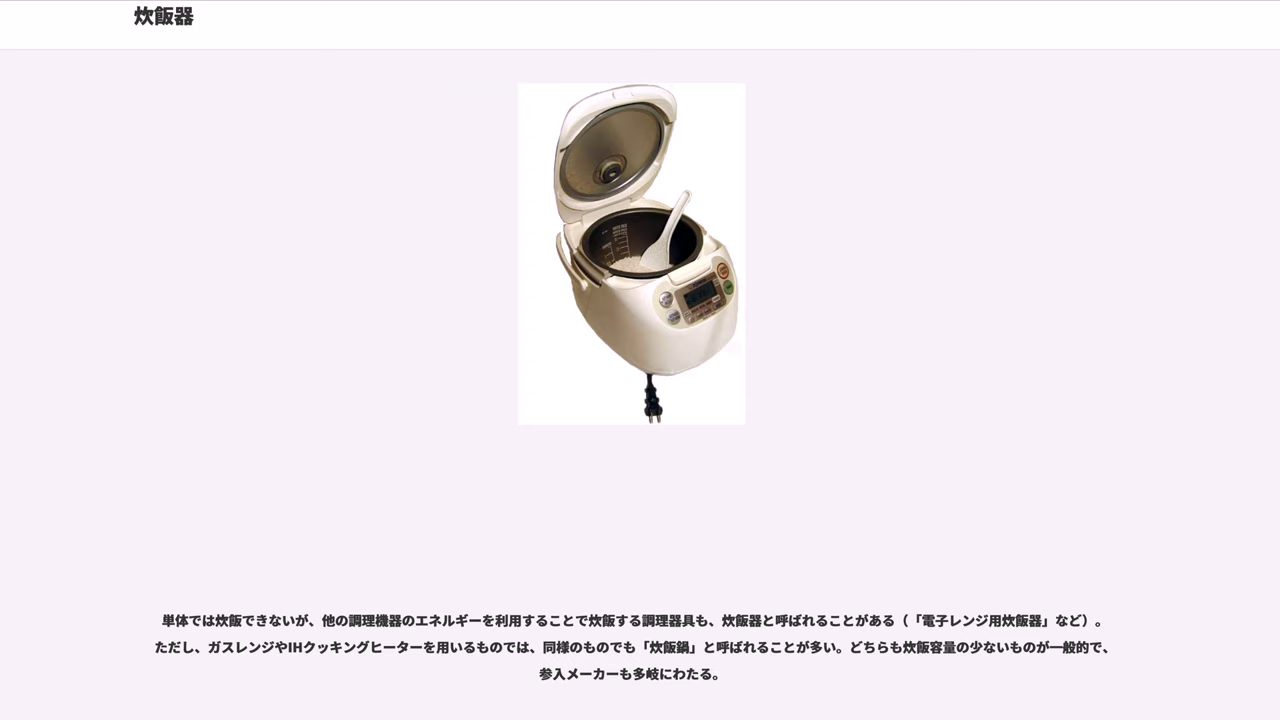 炊飯器
単体では炊飯できないが、他の調理機器のエネルギーを利用することで炊飯する調理器具も、炊飯器と呼ばれることがある（「電子レンジ用炊飯器」など）。
ただし、ガスレンジやIHクッキングヒーターを用いるものでは、同様のものでも「炊飯鍋」と呼ばれることが多い。どちらも炊飯容量の少ないものが一般的で、
参入メーカーも多岐にわたる。